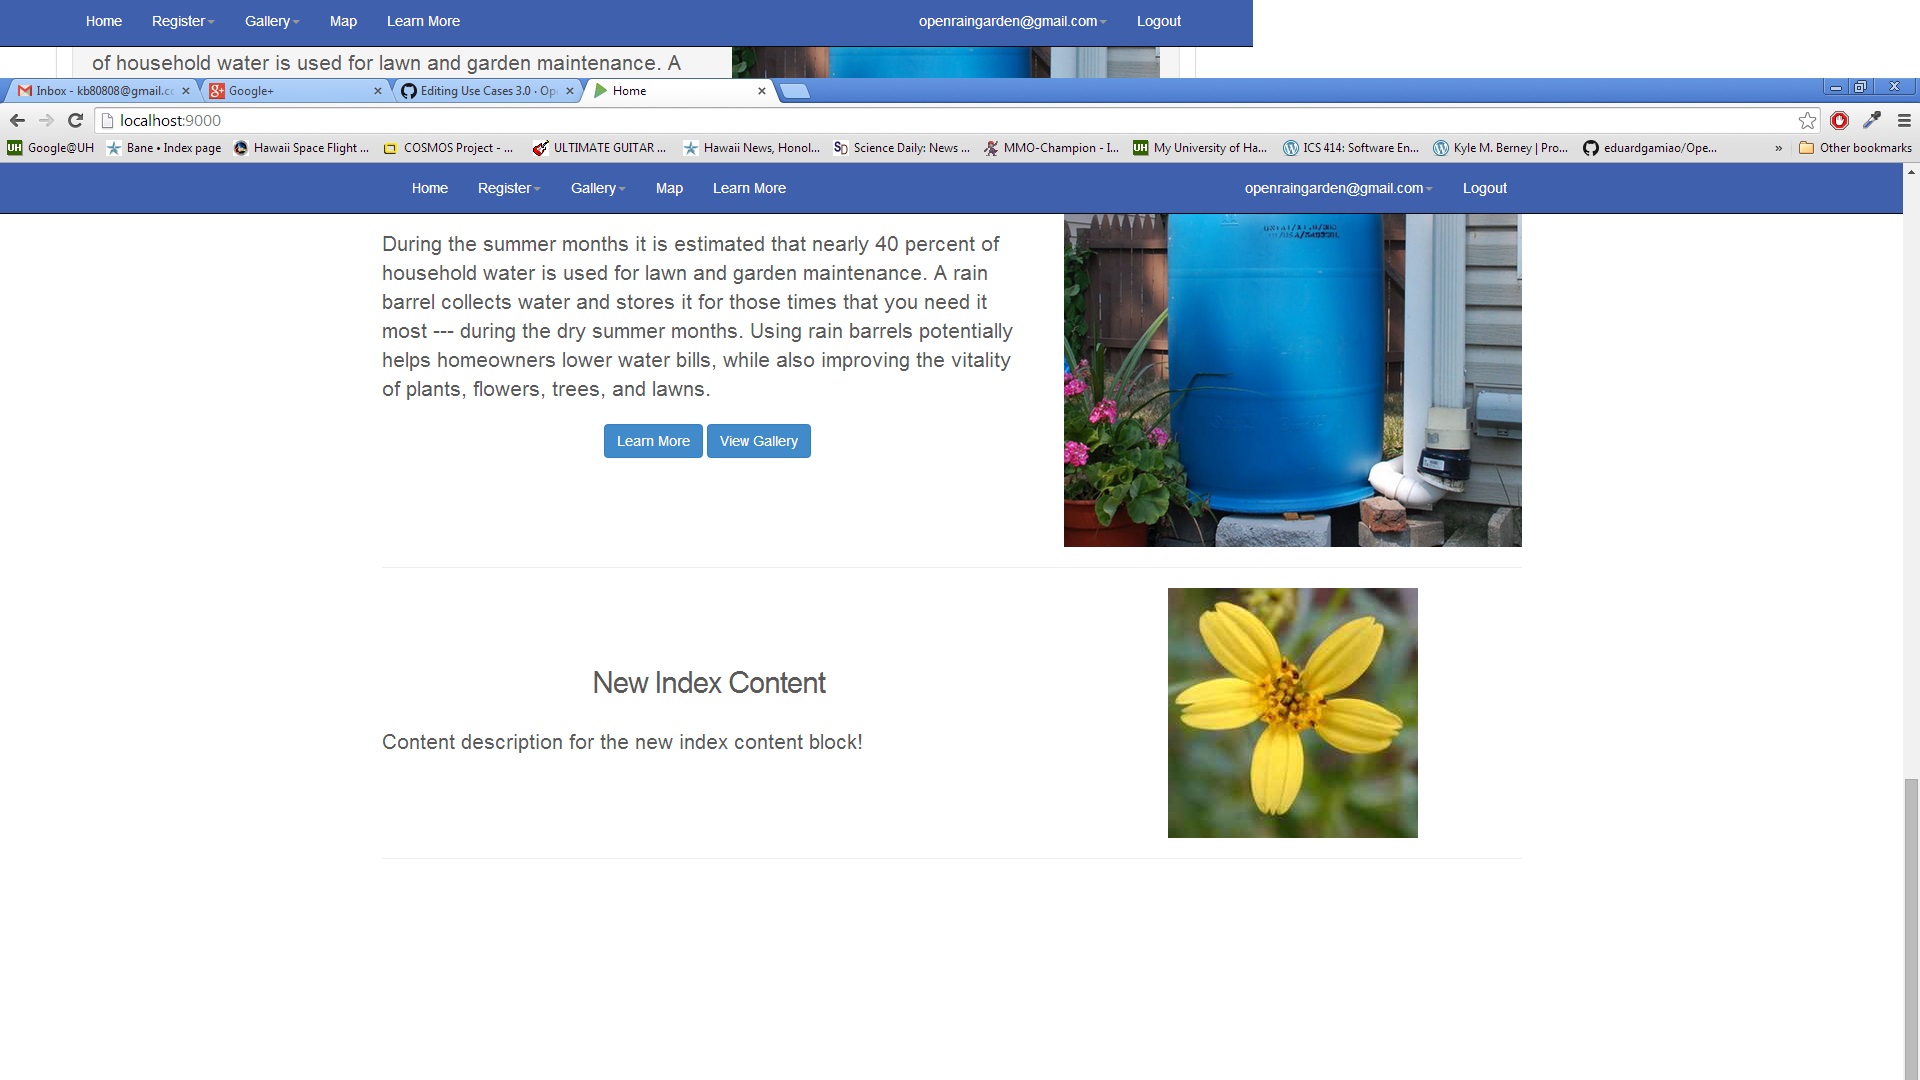 Home Register Gallery Map Learn More openraingarden@gmail.com Logout
of household water is used for lawn and garden maintenance. A
Inbox - kb80808@gmail.c Google+ Editing Use Cases 3.0 · Op Home
localhost:9000
Google@UH Bane • Index page Hawaii Space Flight ... COSMOS Project - ... ULTIMATE GUITAR ... Hawaii News, Honol... Science Daily: News ... MMO-Champion - I... My University of Ha... ICS 414: Software En... Kyle M. Berney | Pro... eduardgamiao/Ope... » Other bookmarks
Home Register Gallery Map Learn More openraingarden@gmail.com Logout
During the summer months it is estimated that nearly 40 percent of
household water is used for lawn and garden maintenance. A rain
barrel collects water and stores it for those times that you need it
most --- during the dry summer months. Using rain barrels potentially
helps homeowners lower water bills, while also improving the vitality
of plants, flowers, trees, and lawns.
Learn More View Gallery
New Index Content
Content description for the new index content block!